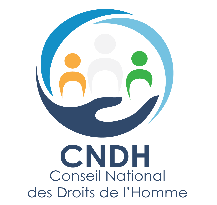 CNDH
Conseil National
des Droits de l'Homme